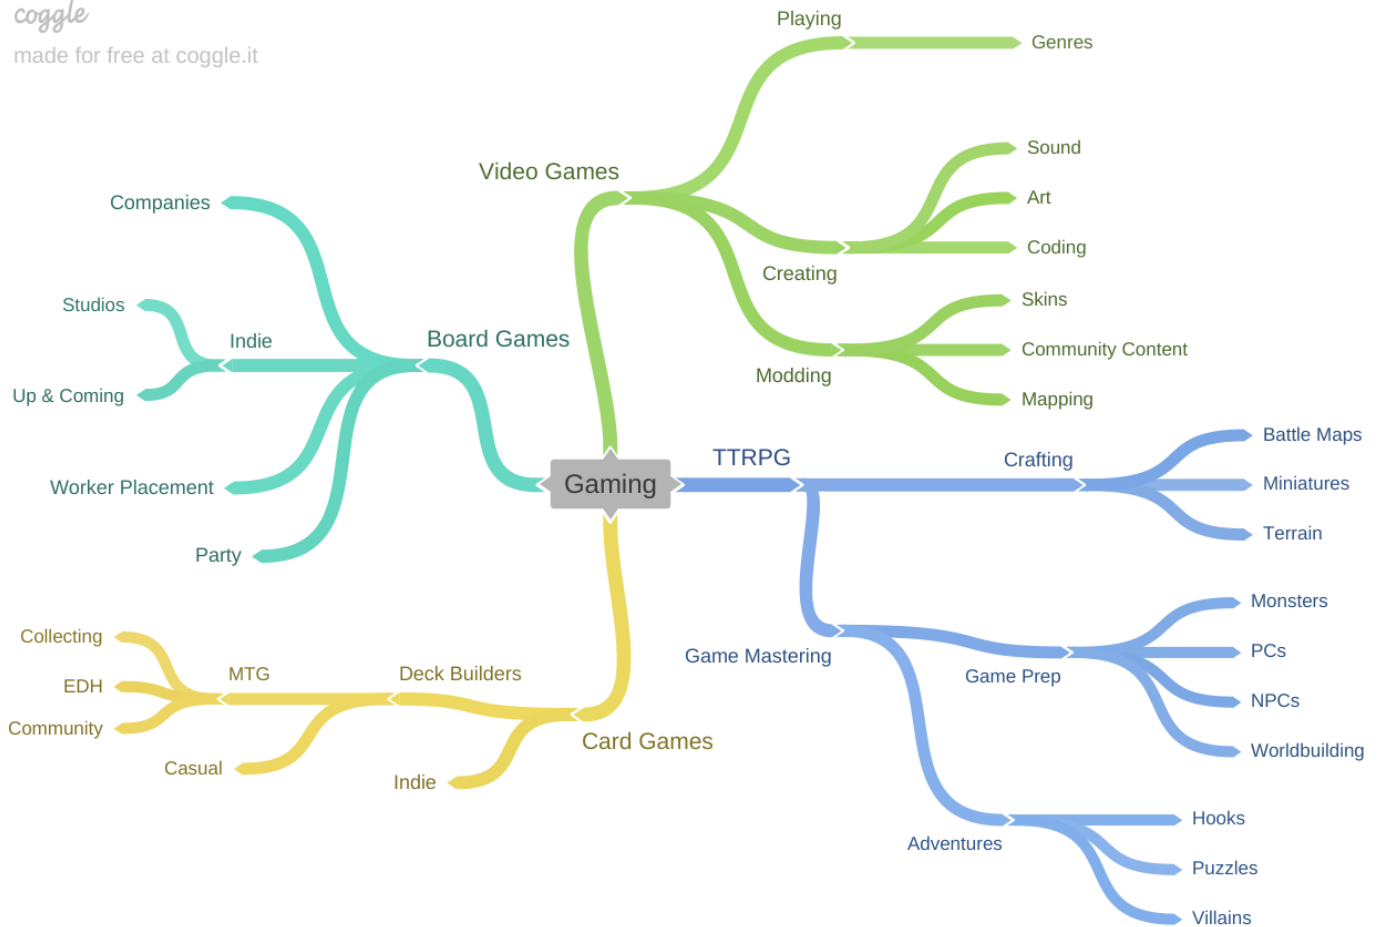 coggle
made for free at coggle.it
Playing
Genres
Video Games
Sound
Art
Coding
Creating
Skins
Community Content
Mapping
Modding
Companies
Studios
Indie
Board Games
Up & Coming
Worker Placement
Party
Gaming
TTRPG
Crafting
Battle Maps
Miniatures
Terrain
Game Mastering
Game Prep
Monsters
PCs
NPCs
Worldbuilding
Adventures
Hooks
Puzzles
Villains
Collecting
MTG
Deck Builders
EDH
Community
Casual
Indie
Card Games